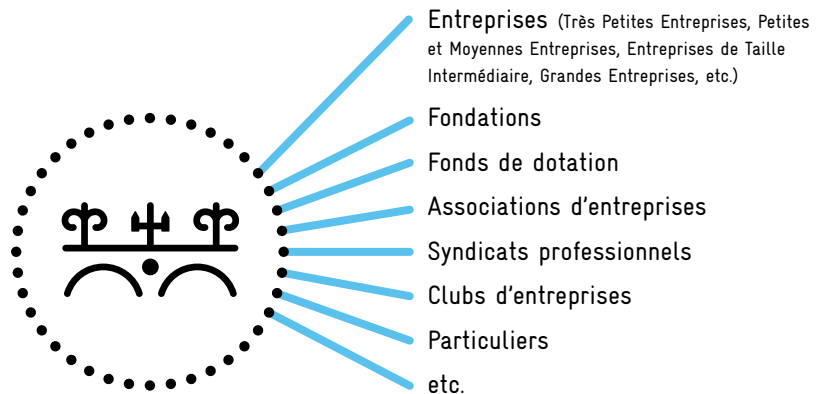 Entreprises (Très Petites Entreprises, Petites
et Moyennes Entreprises, Entreprises de Taille
Intermédiaire, Grandes Entreprises, etc.)
Fondations
Fonds de dotation
Associations d'entreprises
Syndicats professionnels
Clubs d'entreprises
Particuliers
etc.